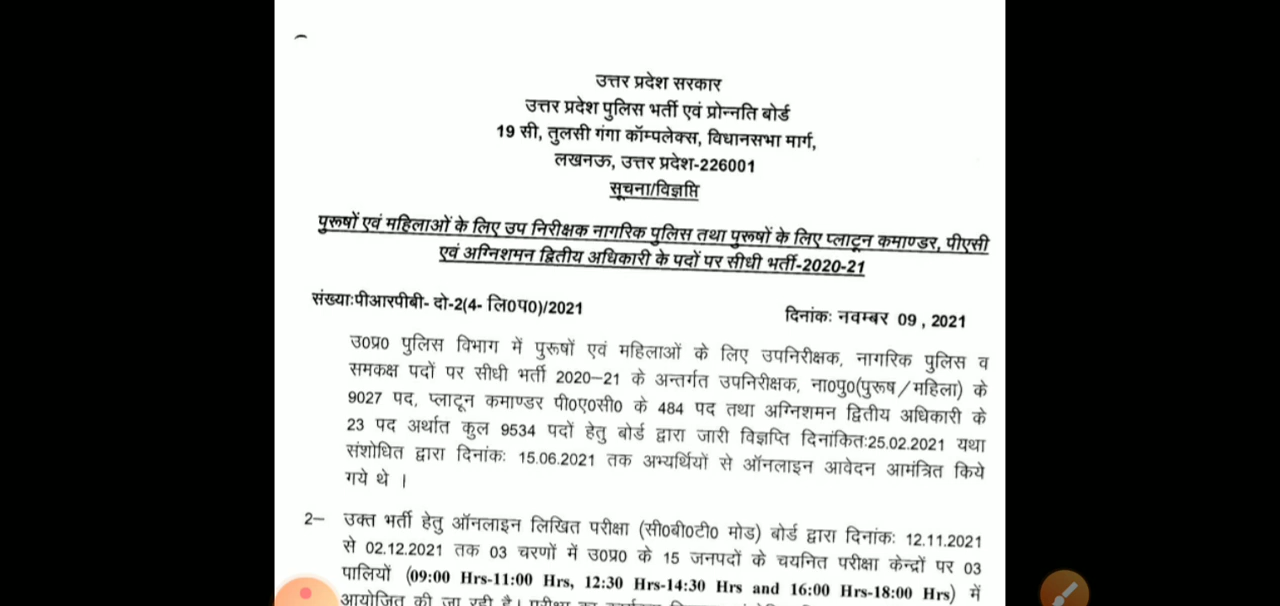 उत्तर प्रदेश सरकार
उत्तर प्रदेश पुलिस भर्ती एवं प्रोन्नति बोर्ड
19 सी, तुलसी गंगा कॉम्पलेक्स, विधानसभा मार्ग,
लखनऊ, उत्तर प्रदेश-226001
सूचना/विज्ञप्ति
पुरूषों एवं महिलाओं के लिए उप निरीक्षक नागरिक पुलिस तथा पुरूषों के लिए प्लाटून कमाण्डर, पीएसी
एवं अग्निशमन द्वितीय अधिकारी के पदों पर सीधी भर्ती-2020-21
संख्याःपीआरपीबी- दो-2(4- लि0प0)/2021
दिनांकः नवम्बर 09 , 2021
उ0प्र0 पुलिस विभाग में पुरूषों एवं महिलाओं के लिए उपनिरीक्षक, नागरिक पुलिस व
समकक्ष पदों पर सीधी भर्ती 2020–21 के अन्तर्गत उपनिरीक्षक, ना0पु0(पुरूष/महिला) के
9027 पद, प्लाटून कमाण्डर पी0ए0सी0 के 484 पद तथा अग्निशमन द्वितीय अधिकारी के
23 पद अर्थात कुल 9534 पदों हेतु बोर्ड द्वारा जारी विज्ञप्ति दिनांकितः25.02.2021 यथा
संशोधित द्वारा दिनांकः 15.06.2021 तक अभ्यर्थियों से ऑनलाइन आवेदन आमंत्रित किये
गये थे ।
2– उक्त भर्ती हेतु ऑनलाइन लिखित परीक्षा (सी0बी0टी0 मोड) बोर्ड द्वारा दिनांकः 12.11.2021
से 02.12.2021 तक 03 चरणों में उ0प्र0 के 15 जनपदों के चयनित परीक्षा केन्द्रों पर 03
पालियों (09:00 Hrs-11:00 Hrs, 12:30 Hrs-14:30 Hrs and 16:00 Hrs-18:00 Hrs) में
आयोजित की जा रही है। परीक्षा का